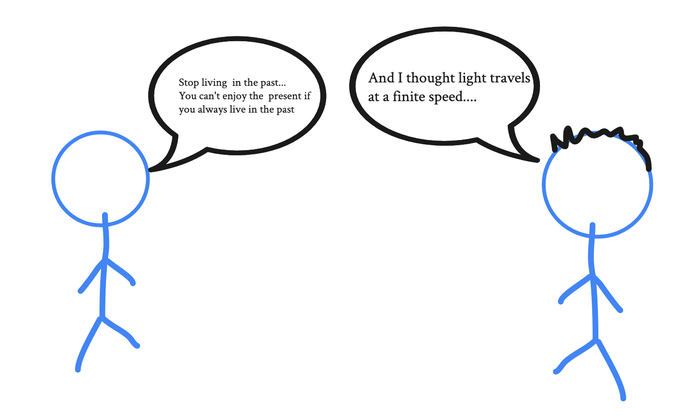 Stop living  in the past...
You can't enjoy the  present if
you always live in the past
And I thought light travels
at a finite speed....